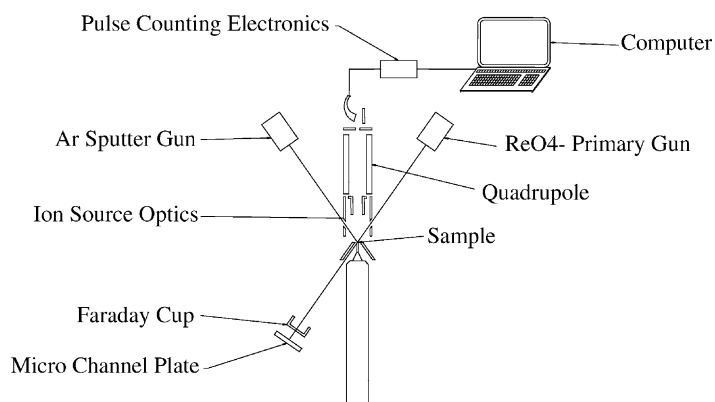 Pulse Counting Electronics
Computer
Ar Sputter Gun
ReO4- Primary Gun
Quadrupole
Ion Source Optics
Sample
Faraday Cup
Micro Channel Plate